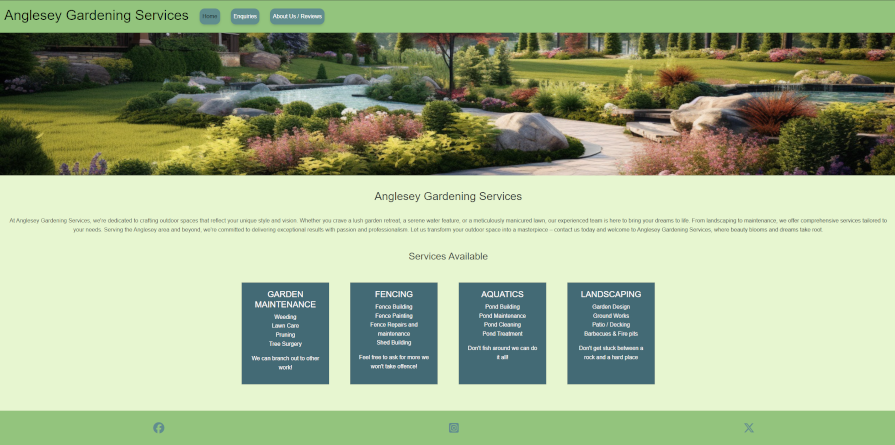 Anglesey Gardening Services
Home
Enquiries
About Us / Reviews
Anglesey Gardening Services
At Anglesey Gardening Services, we're dedicated to crafting outdoor spaces that reflect your unique style and vision. Whether you crave a lush garden retreat, a serene water feature, or a meticulously manicured lawn, our experienced team is here to bring your dreams to life. From landscaping to maintenance, we offer comprehensive services tailored to
your needs. Serving the Anglesey area and beyond, we're committed to delivering exceptional results with passion and professionalism. Let us transform your outdoor space into a masterpiece – contact us today and welcome to Anglesey Gardening Services, where beauty blooms and dreams take root.
Services Available
GARDEN
MAINTENANCE
Weeding
Lawn Care
Pruning
Tree Surgery
We can branch out to other
work!
FENCING
Fence Building
Fence Painting
Fence Repairs and
maintenance
Shed Building
Feel free to ask for more we
won't take offence!
AQUATICS
Pond Building
Pond Maintenance
Pond Cleaning
Pond Treatment
Don't fish around we can do
it all!
LANDSCAPING
Garden Design
Ground Works
Patio / Decking
Barbecues & Fire pits
Don't get stuck between a
rock and a hard place